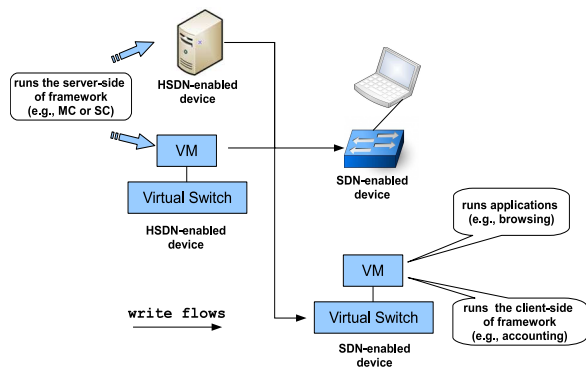 runs the server-side
of framework
(e.g., MC or SC)
HSDN-enabled
device
VM
Virtual Switch
HSDN-enabled
device
SDN-enabled
device
runs applications
(e.g., browsing)
VM
Virtual Switch
SDN-enabled
device
runs the client-side
of framework
(e.g., accounting)
write flows